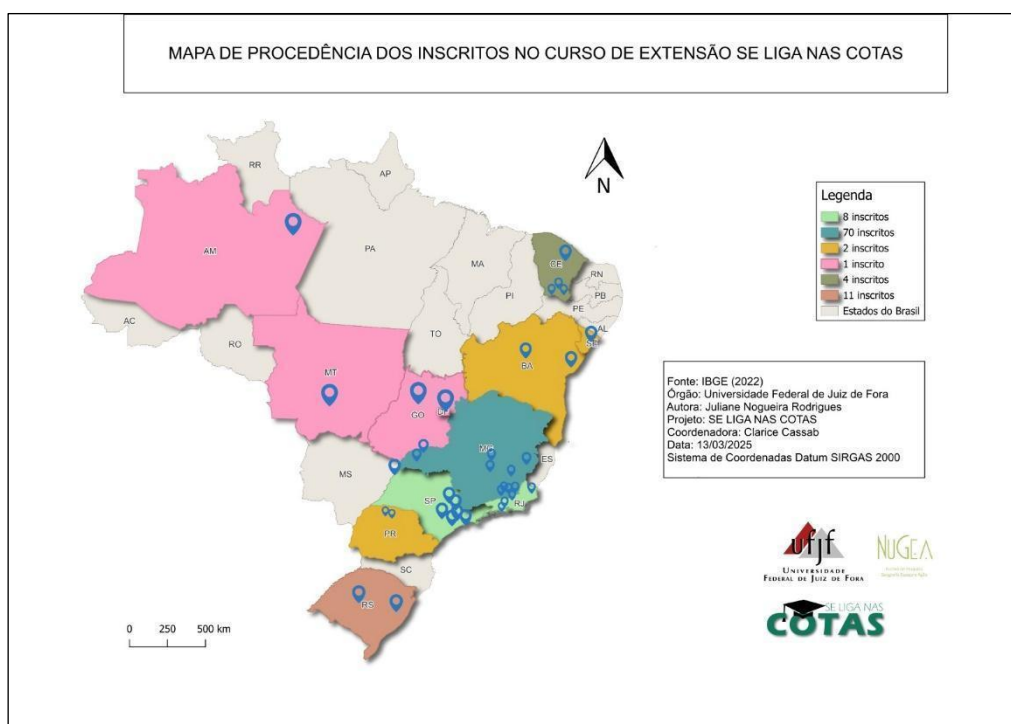 MAPA DE PROCEDÊNCIA DOS INSCRITOS NO CURSO DE EXTENSÃO SE LIGA NAS COTAS
N
RR
AP
AM
PA
MA
CE
RN
PB
PI
PE
AL
SE
AC
RO
TO
MT
BA
GO
DF
MG
ES
MS
SP
RJ
PR
SC
RS
Legenda
8 inscritos
70 inscritos
2 inscritos
1 inscrito
4 inscritos
11 inscritos
Estados do Brasil
Fonte: IBGE (2022)
Órgão: Universidade Federal de Juiz de Fora
Autora: Juliane Nogueira Rodrigues
Projeto: SE LIGA NAS COTAS
Coordenadora: Clarice Cassab
Data: 13/03/2025
Sistema de Coordenadas Datum SIRGAS 2000
0 250 500 km
ufjf
UNIVERSIDADE
FEDERAL DE JUIZ DE FORA
NUGEA
SE LIGA NAS
COTAS